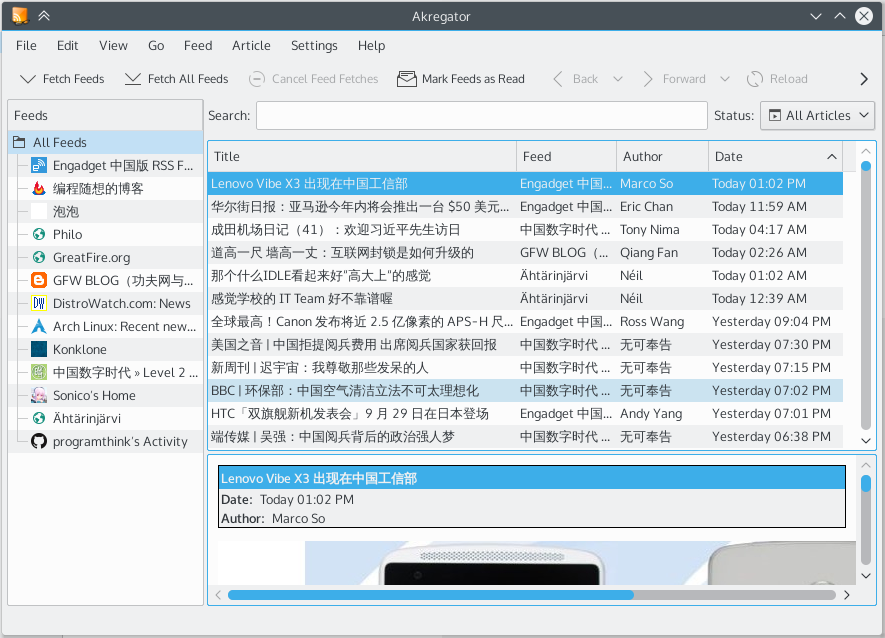 Akregator
File Edit View Go Feed Article Settings Help
Fetch Feeds Fetch All Feeds Cancel Feed Fetches Mark Feeds as Read Back Forward Reload
Feeds
All Feeds
Engadget 中国版 RSS F...
编程随想的博客
泡泡
Philo
GreatFire.org
GFW BLOG（功夫网与...
DistroWatch.com: News
Arch Linux: Recent new...
Konklone
中国数字时代 » Level 2 ...
Sonico's Home
Ähtärinjärvi
programthink's Activity
Search: Status: All Articles
Title Feed Author Date
Lenovo Vibe X3 出现在中国工信部 Engadget 中国... Marco So Today 01:02 PM
华尔街日报：亚马逊今年内将会推出一台 $50 美元... Engadget 中国... Eric Chan Today 11:59 AM
成田机场日记（41）：欢迎习近平先生访日 中国数字时代 ... Tony Nima Today 04:17 AM
道高一尺 墙高一丈：互联网封锁是如何升级的 GFW BLOG（... Qiang Fan Today 02:26 AM
那个什么IDLE看起来好"高大上"的感觉 Ähtärinjärvi Néil Today 01:02 AM
感觉学校的 IT Team 好不靠谱喔 Ähtärinjärvi Néil Today 12:39 AM
全球最高！Canon 发布将近 2.5 亿像素的 APS-H 尺... Engadget 中国... Ross Wang Yesterday 09:04 PM
美国之音 | 中国拒提阅兵费用 出席阅兵国家获回报 中国数字时代 ... 无可奉告 Yesterday 07:30 PM
新周刊 | 迟宇宙：我尊敬那些发呆的人 中国数字时代 ... 无可奉告 Yesterday 07:15 PM
BBC | 环保部：中国空气清洁立法不可太理想化 中国数字时代 ... 无可奉告 Yesterday 07:02 PM
HTC「双旗舰新机发表会」9 月 29 日在日本登场 Engadget 中国... Andy Yang Yesterday 07:01 PM
端传媒 | 吴强：中国阅兵背后的政治强人梦 中国数字时代 ... 无可奉告 Yesterday 06:38 PM
Lenovo Vibe X3 出现在中国工信部
Date: Today 01:02 PM
Author: Marco So